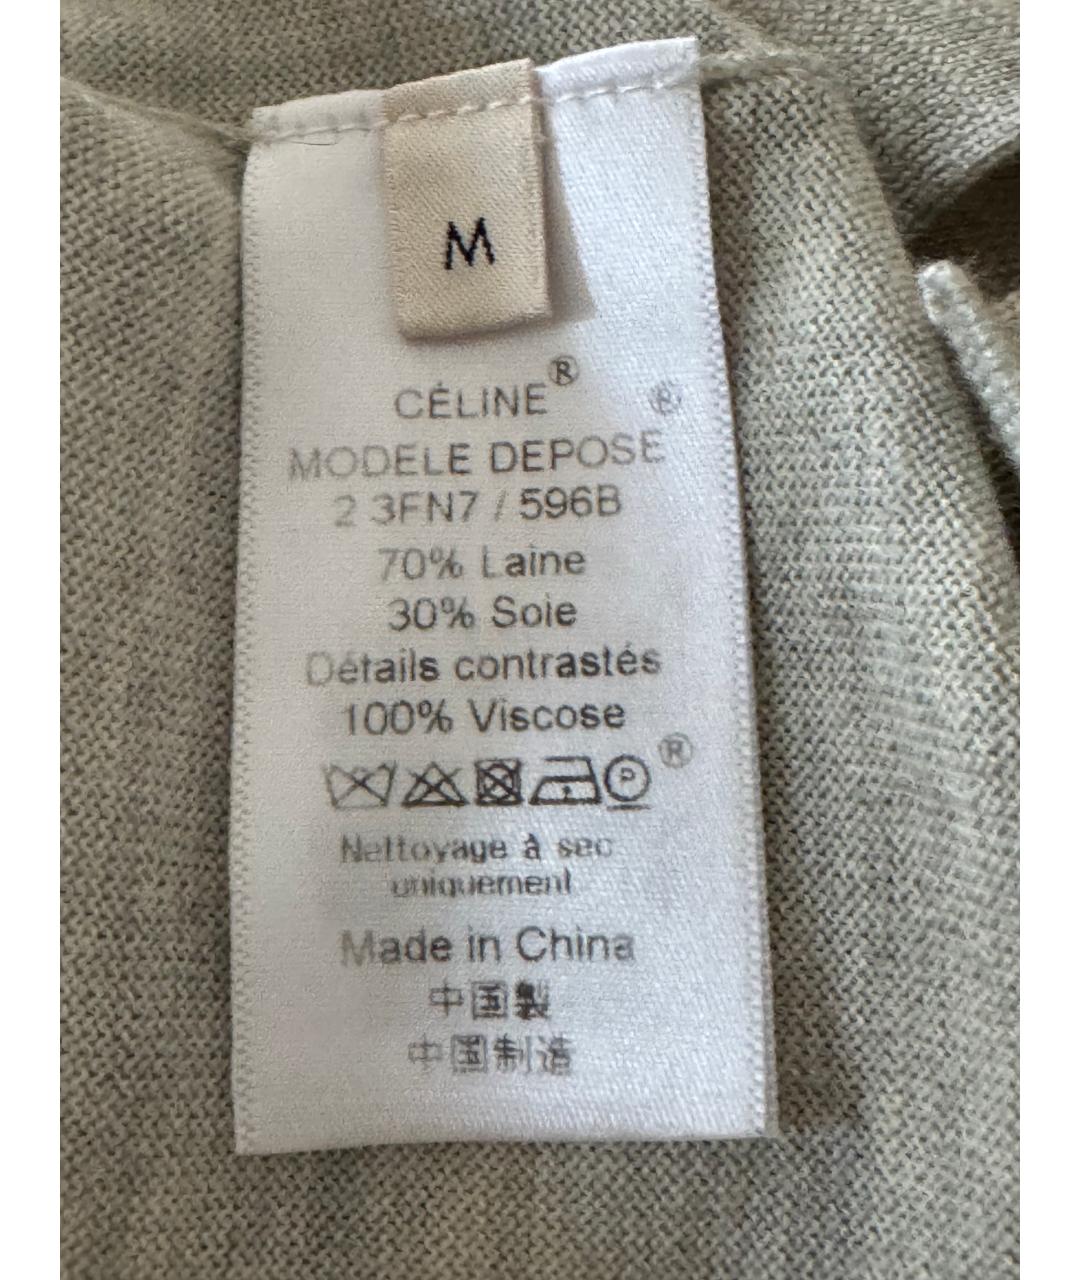 M
CÉLINE®
®
MODELE DEPOSE
2 3FN7 / 596B
70% Laine
30% Soie
Détails contrastés
100% Viscose
P ®
Nettoyage à sec
uniquement
Made in China
中国製
中国制造